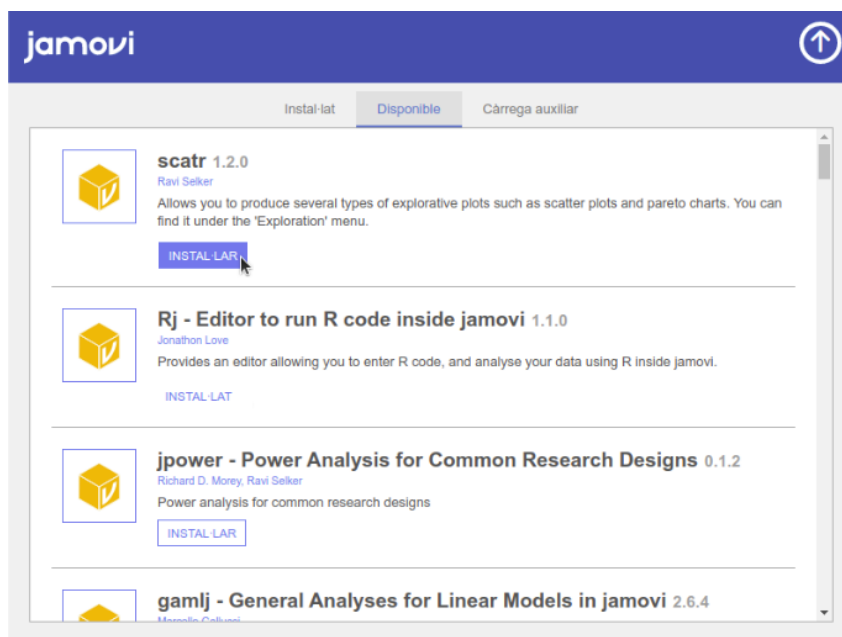 jamovi
Instal·lat Disponible Càrrega auxiliar
scatr 1.2.0
Ravi Selker
Allows you to produce several types of explorative plots such as scatter plots and pareto charts. You can
find it under the 'Exploration' menu.
INSTAL·LAR
Rj - Editor to run R code inside jamovi 1.1.0
Jonathon Love
Provides an editor allowing you to enter R code, and analyse your data using R inside jamovi.
INSTAL·LAT
jpower - Power Analysis for Common Research Designs 0.1.2
Richard D. Morey, Ravi Selker
Power analysis for common research designs
INSTAL·LAR
gamlj - General Analyses for Linear Models in jamovi 2.6.4